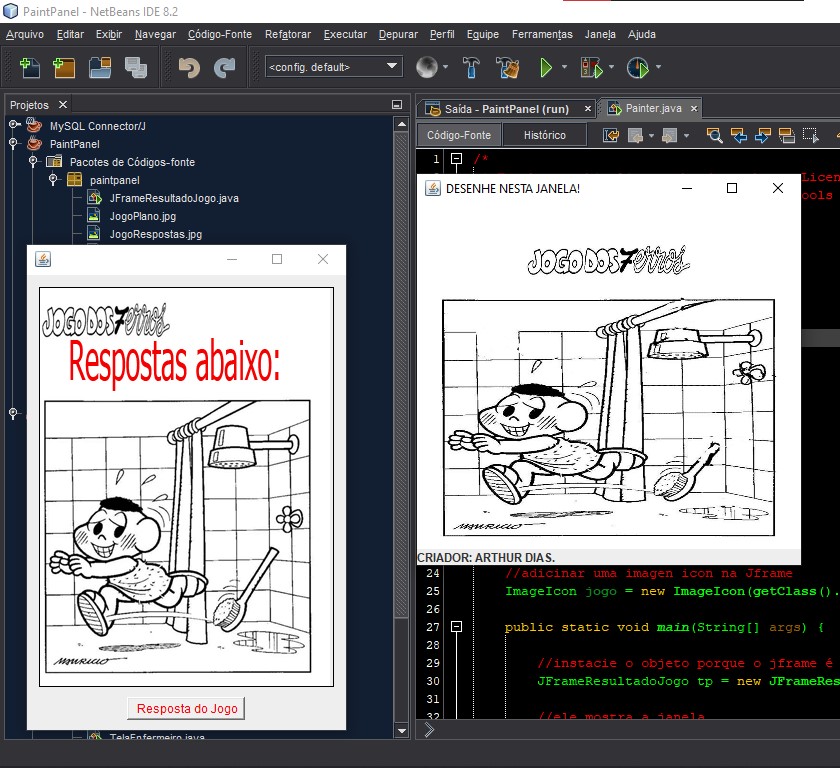 PaintPanel - NetBeans IDE 8.2
Arquivo Editar Exibir Navegar Código-Fonte Refatorar Executar Depurar Perfil Equipe Ferramentas Janela Ajuda
<config. default>
Projetos
MySQL Connector/J
PaintPanel
Pacotes de Códigos-fonte
paintpanel
JFrameResultadoJogo.java
JogoPlano.jpg
JogoRespostas.jpg
JOGO DOS 7 erros
Respostas abaixo:
MAURICIO
Resposta do Jogo
TelaEnfermeiro.java
Saída - PaintPanel (run)
Painter.java
Código-Fonte
Histórico
1 /*
Licen
ools
DESENHE NESTA JANELA!
JOGO DOS 7 erros
MAURICIO
CRIADOR: ARTHUR DIAS.
24 //adicinar uma imagen icon na Jframe
25 ImageIcon jogo = new ImageIcon(getClass().
26
27 public static void main(String[] args) {
28
29 //instacie o objeto porque o jframe é
30 JFrameResultadoJogo tp = new JFrameRes
31
32 //ele mostra a janela